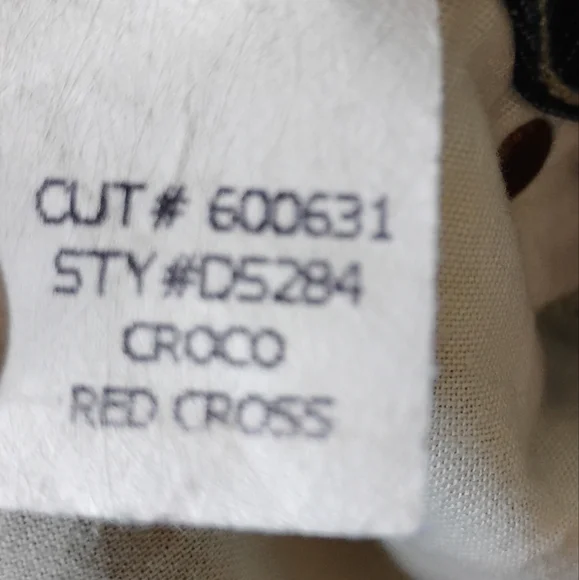 CUT# 600631
STY#D5284
CROCO
RED CROSS